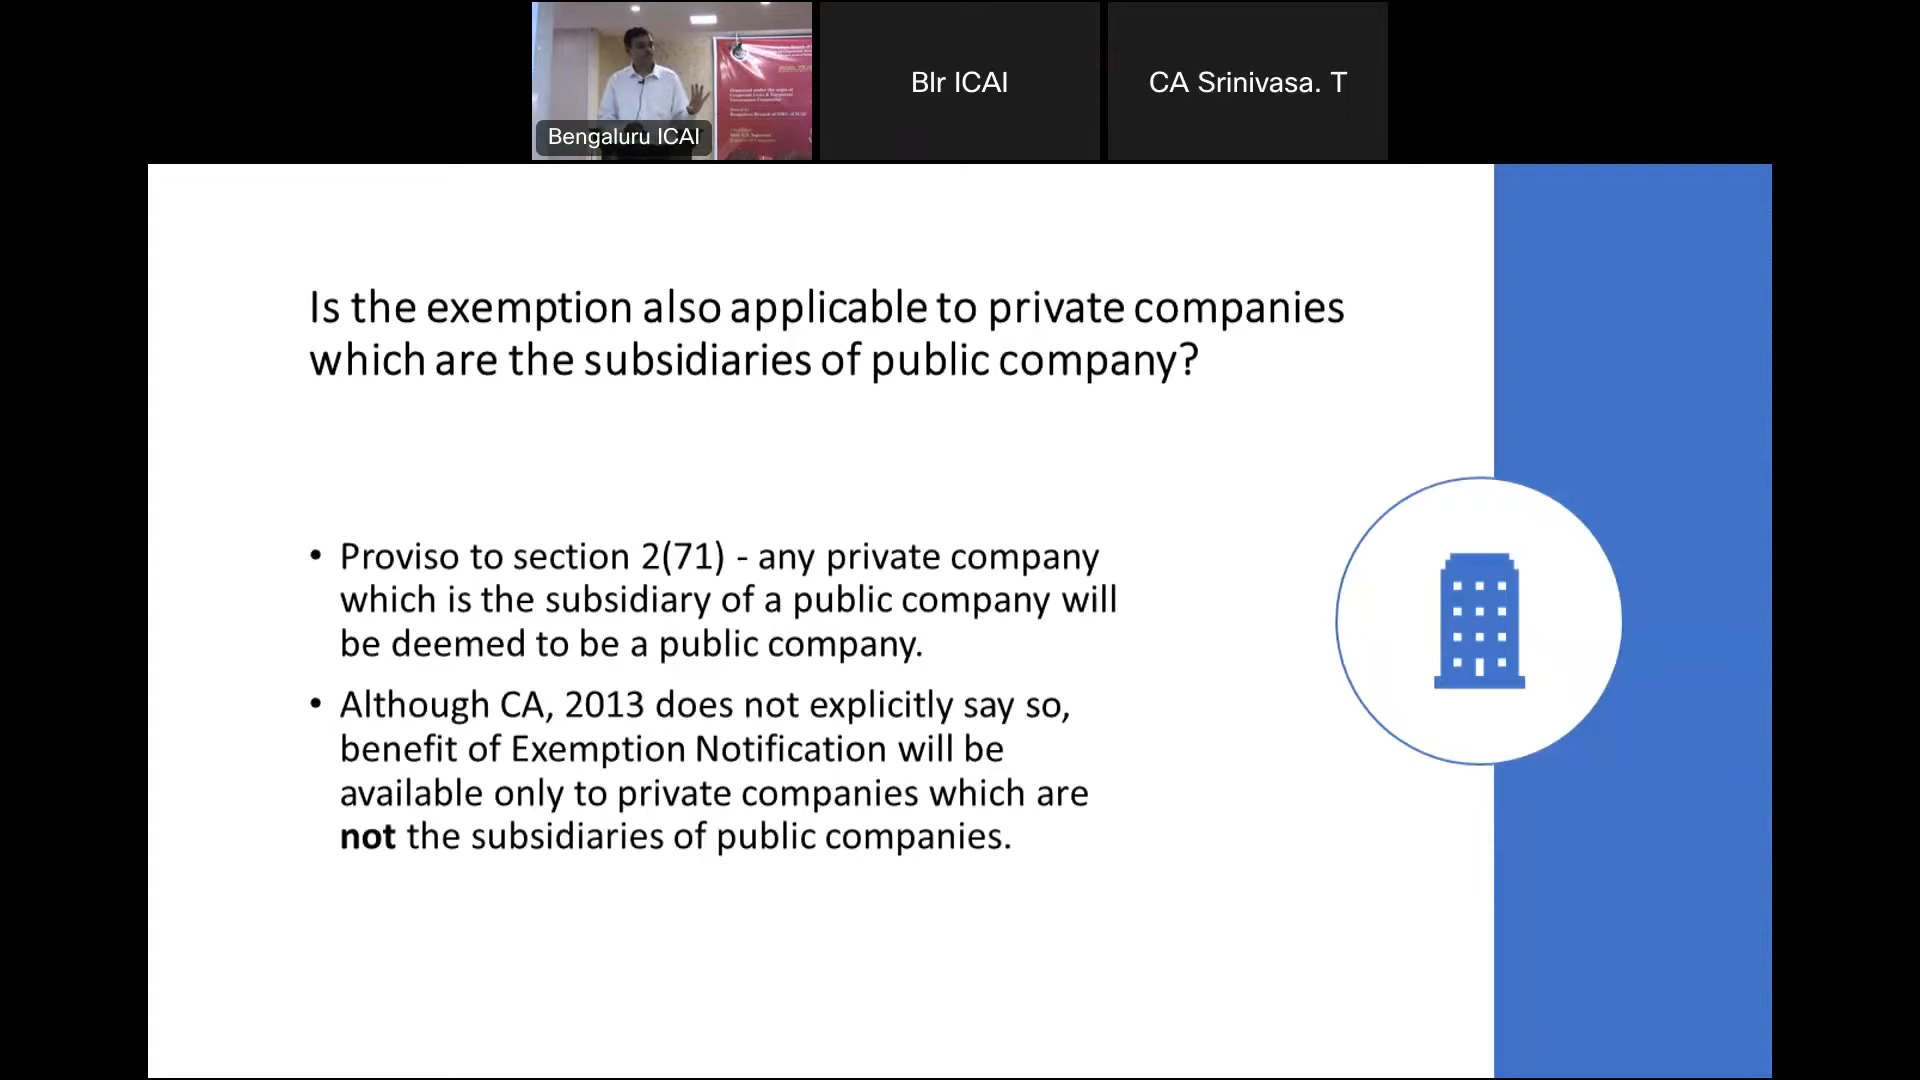 Bengaluru ICAI
Blr ICAI
CA Srinivasa. T
Is the exemption also applicable to private companies
which are the subsidiaries of public company?
• Proviso to section 2(71) - any private company
which is the subsidiary of a public company will
be deemed to be a public company.
• Although CA, 2013 does not explicitly say so,
benefit of Exemption Notification will be
available only to private companies which are
not the subsidiaries of public companies.